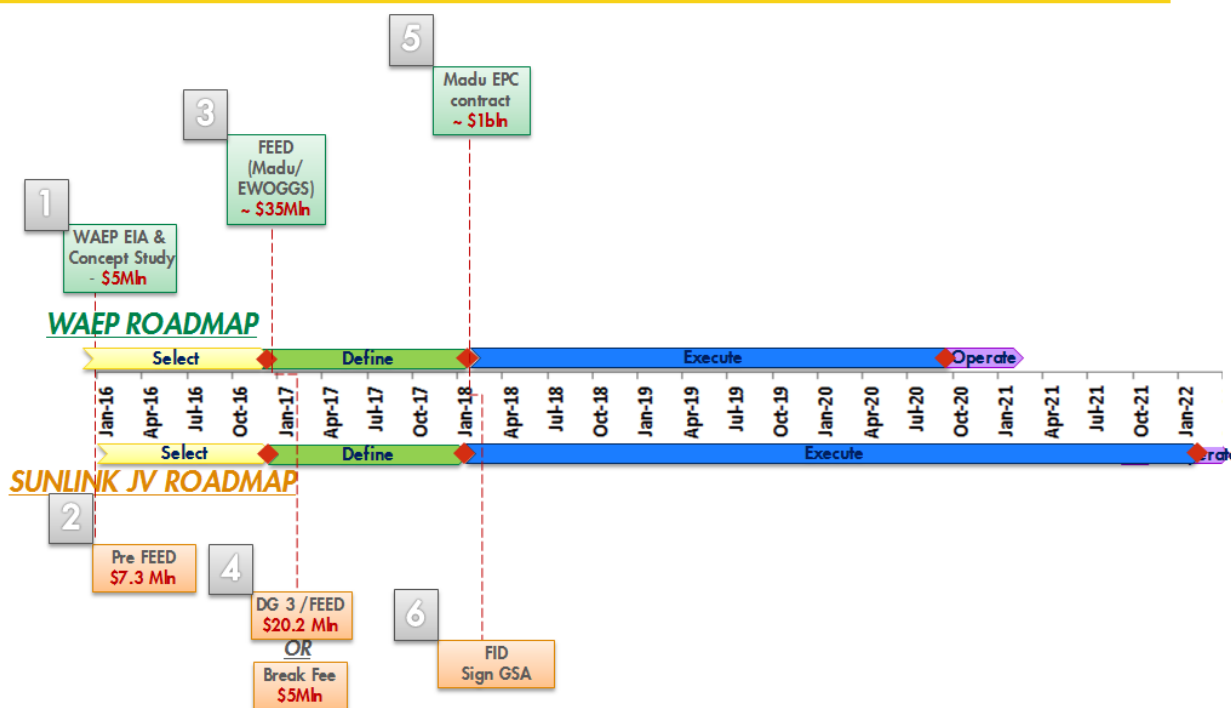 5
Madu EPC
contract
~ $1bln
3
FEED
(Madu/
EWOGGS)
~ $35Mln
1
WAEP EIA &
Concept Study
- $5Mln
WAEP ROADMAP
Select
Define
Execute
Operate
Jan-16
Apr-16
Jul-16
Oct-16
Jan-17
Apr-17
Jul-17
Oct-17
Jan-18
Apr-18
Jul-18
Oct-18
Jan-19
Apr-19
Jul-19
Oct-19
Jan-20
Apr-20
Jul-20
Oct-20
Jan-21
Apr-21
Jul-21
Oct-21
Jan-22
Select
Define
Execute
erate
SUNLINK JV ROADMAP
2
Pre FEED
$7.3 Mln
4
DG 3 /FEED
$20.2 Mln
OR
Break Fee
$5Mln
6
FID
Sign GSA